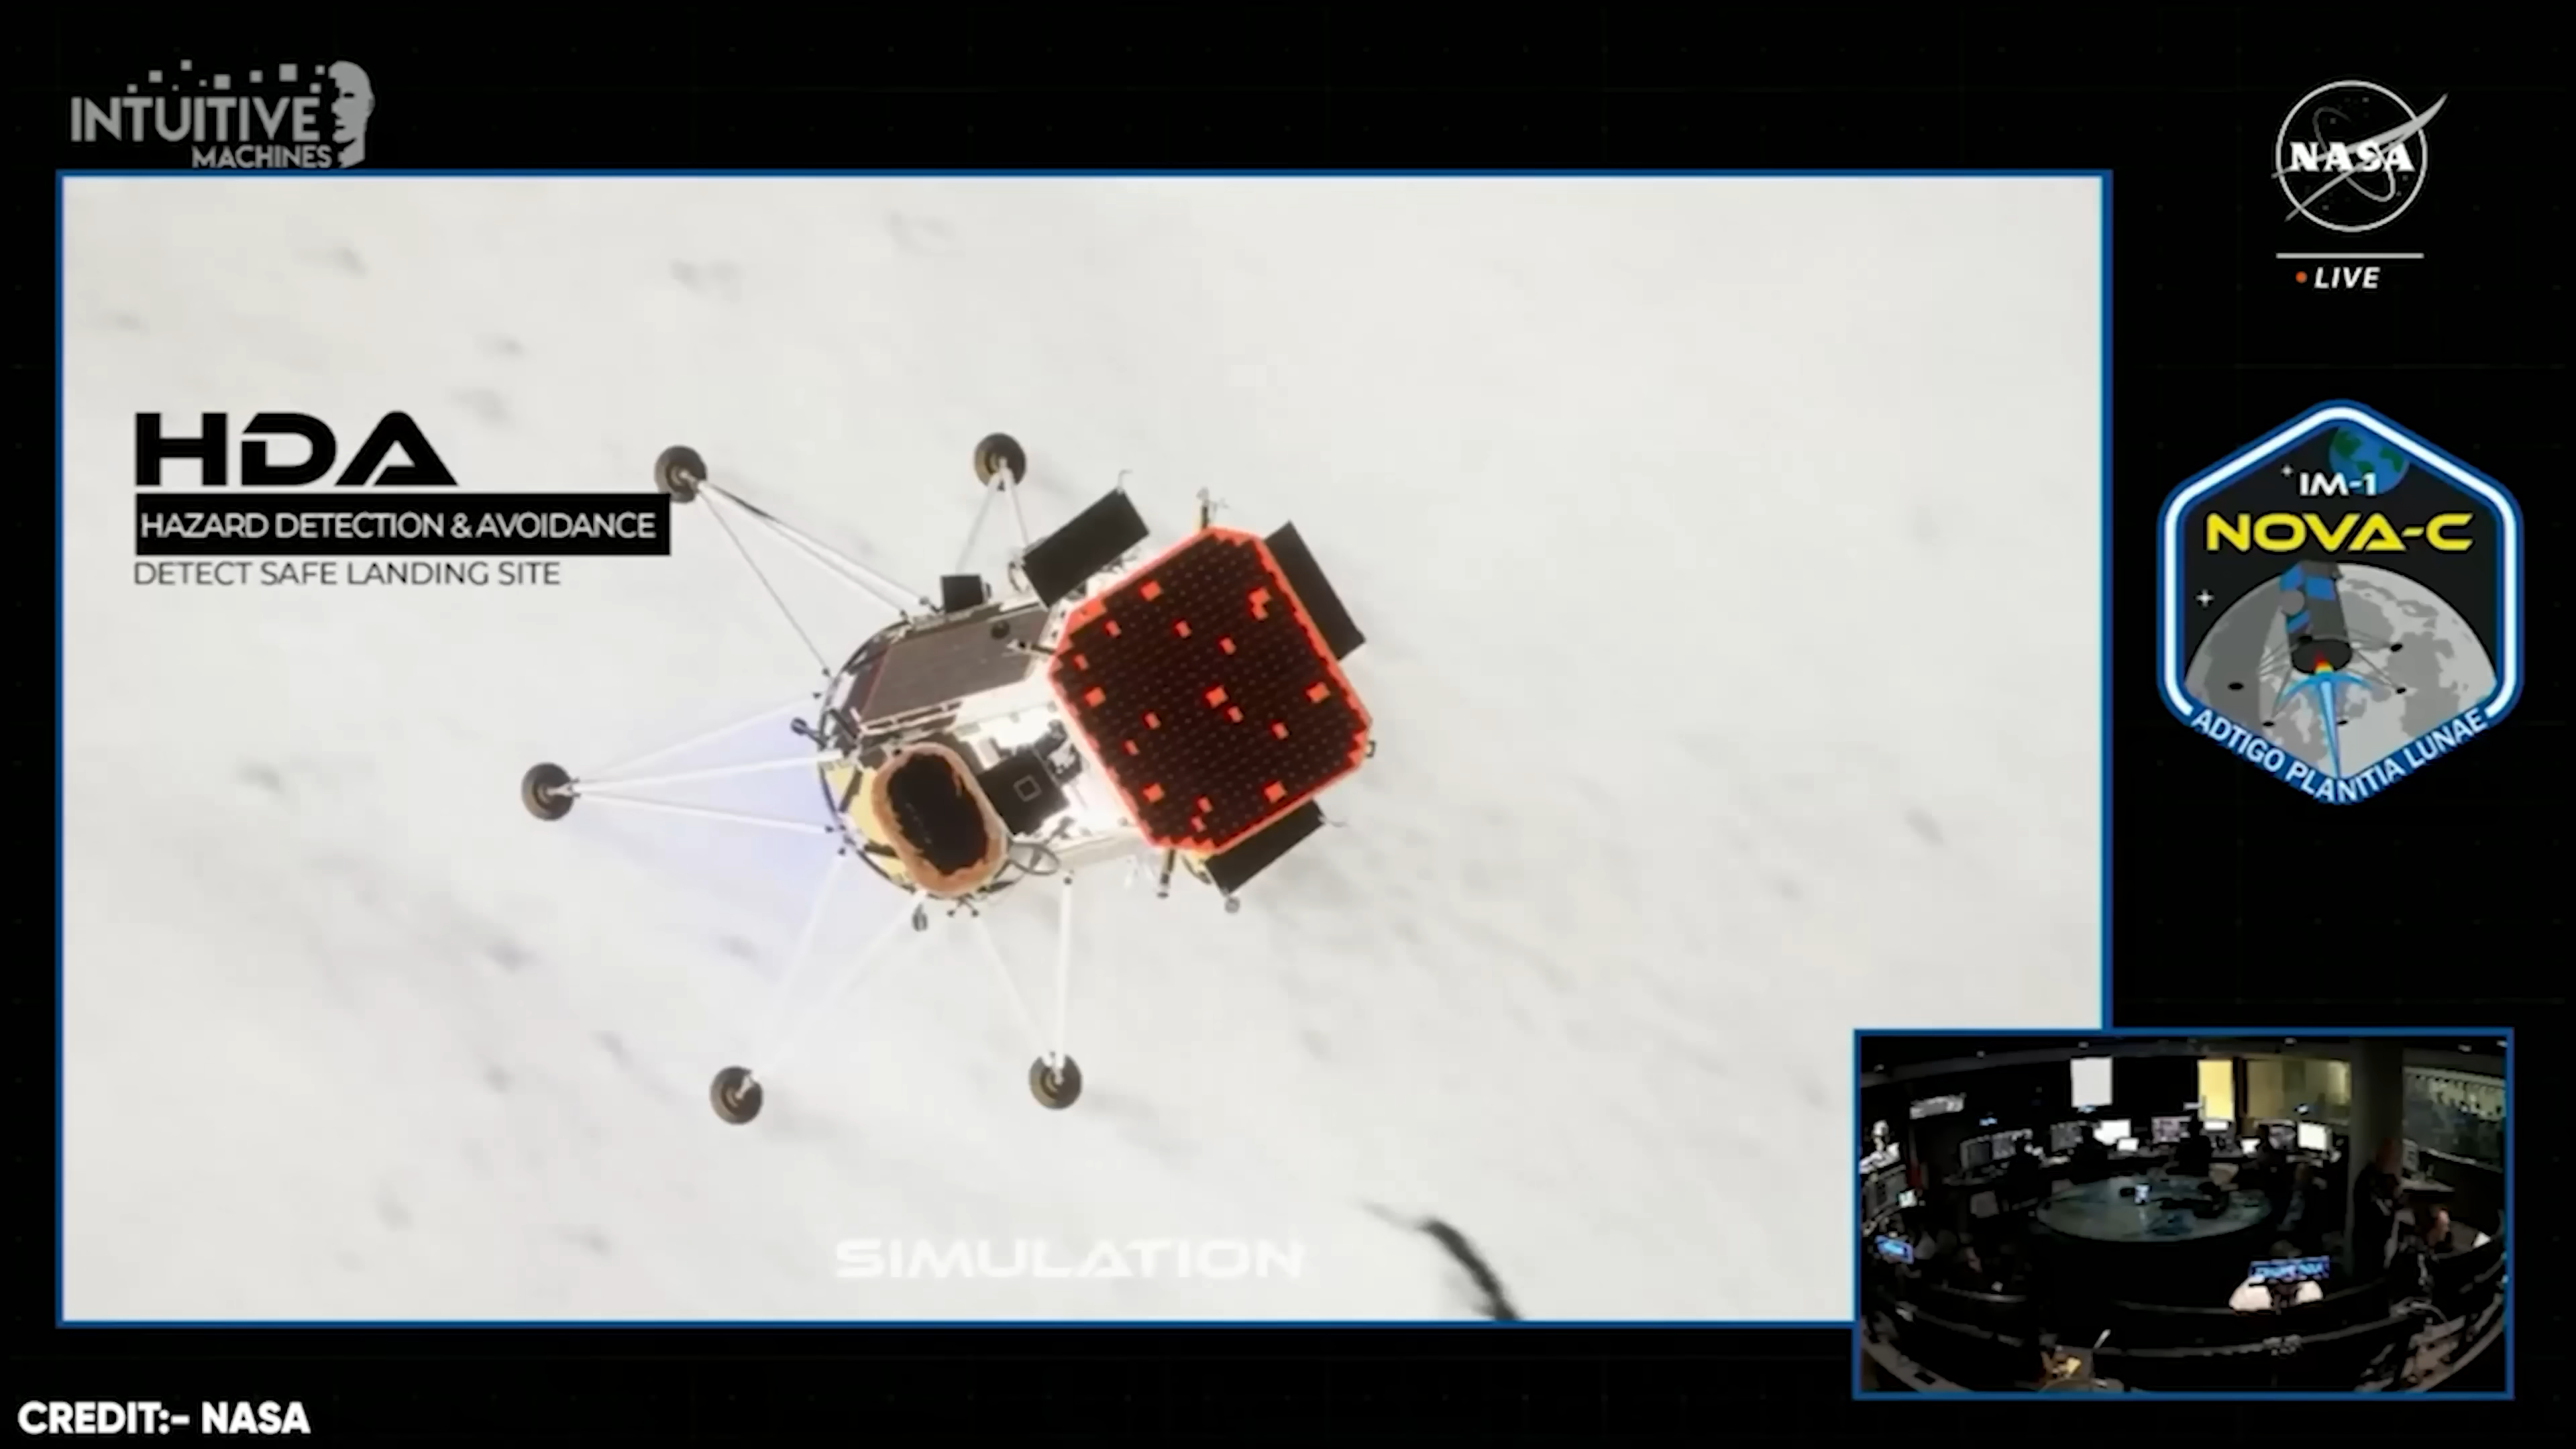 INTUITIVE
MACHINES
NASA
LIVE
HDA
HAZARD DETECTION & AVOIDANCE
DETECT SAFE LANDING SITE
IM-1
NOVA-C
ADTIGO PLANITIA LUNAE
SIMULATION
CREDIT:- NASA